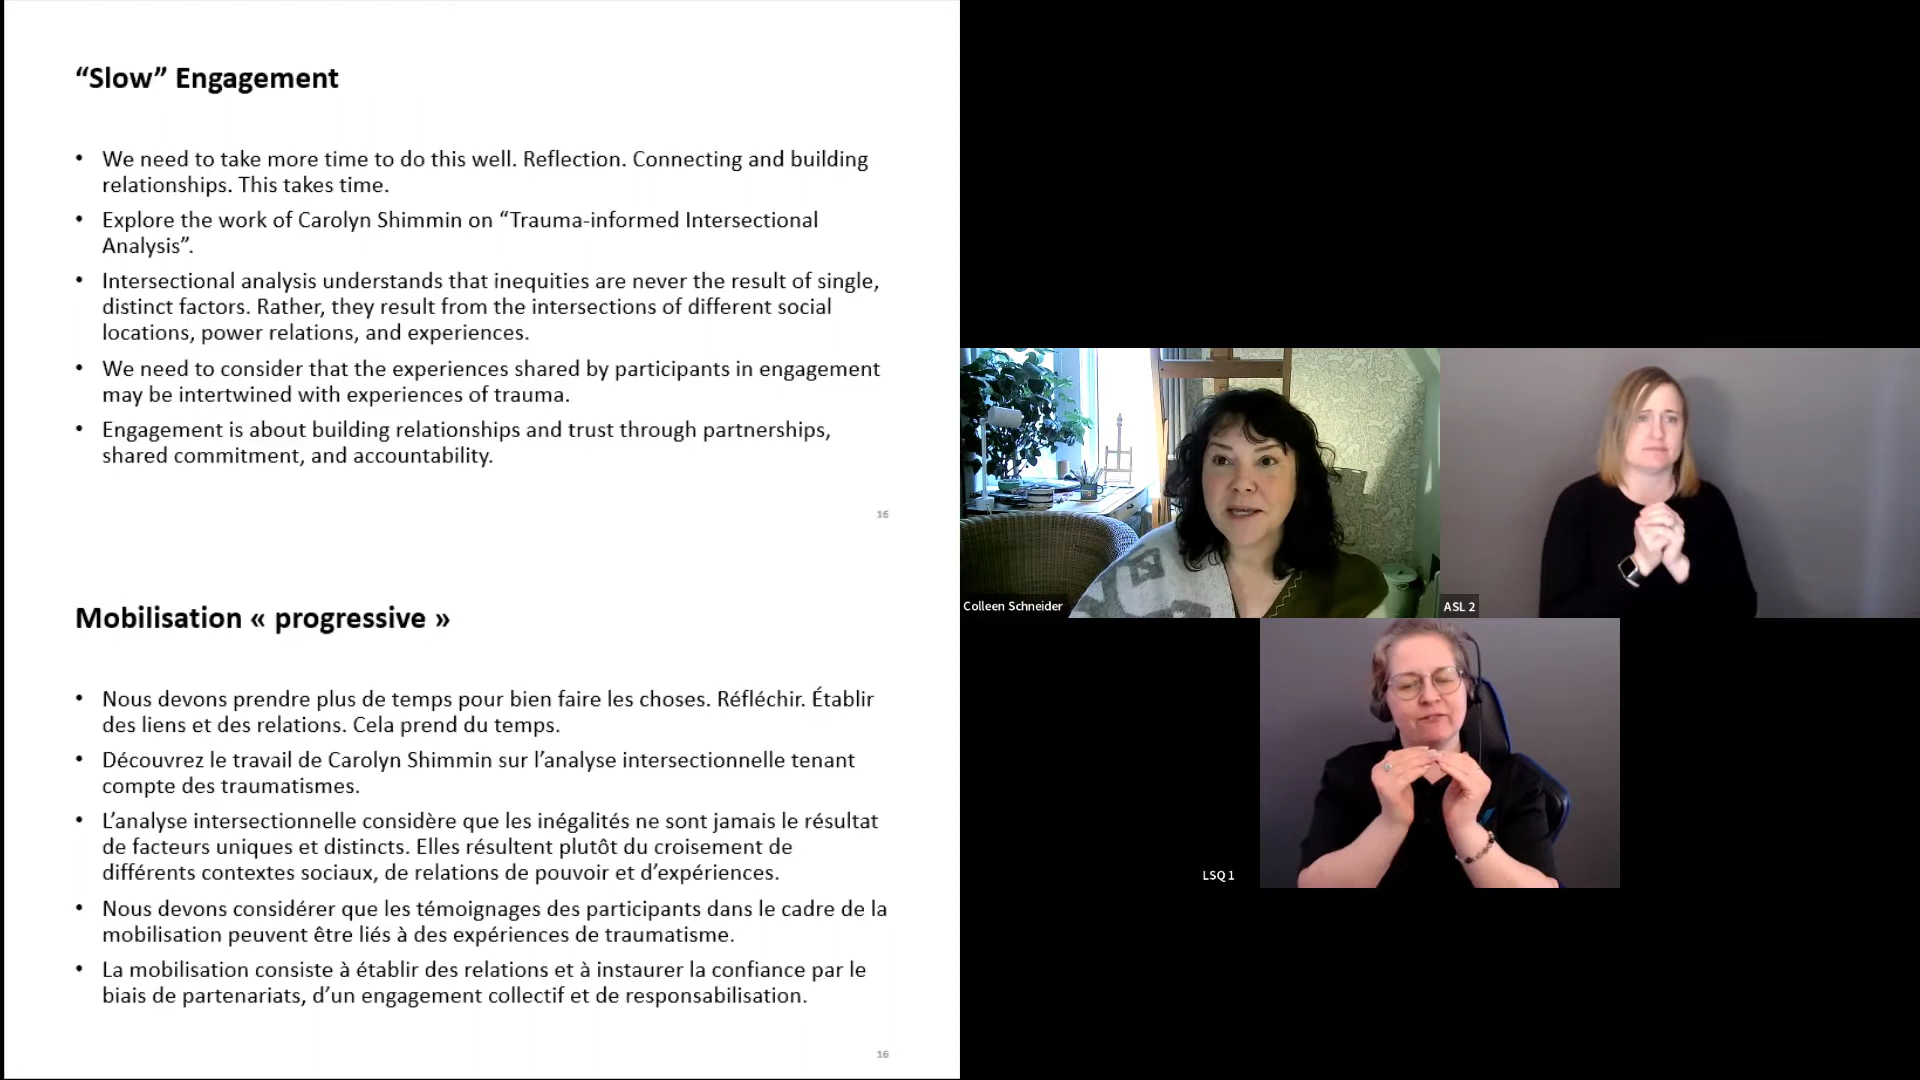 “Slow” Engagement
• We need to take more time to do this well. Reflection. Connecting and building
relationships. This takes time.
• Explore the work of Carolyn Shimmin on “Trauma-informed Intersectional
Analysis”.
• Intersectional analysis understands that inequities are never the result of single,
distinct factors. Rather, they result from the intersections of different social
locations, power relations, and experiences.
• We need to consider that the experiences shared by participants in engagement
may be intertwined with experiences of trauma.
• Engagement is about building relationships and trust through partnerships,
shared commitment, and accountability.
16
Mobilisation « progressive »
• Nous devons prendre plus de temps pour bien faire les choses. Réfléchir. Établir
des liens et des relations. Cela prend du temps.
• Découvrez le travail de Carolyn Shimmin sur l’analyse intersectionnelle tenant
compte des traumatismes.
• L’analyse intersectionnelle considère que les inégalités ne sont jamais le résultat
de facteurs uniques et distincts. Elles résultent plutôt du croisement de
différents contextes sociaux, de relations de pouvoir et d’expériences.
• Nous devons considérer que les témoignages des participants dans le cadre de la
mobilisation peuvent être liés à des expériences de traumatisme.
• La mobilisation consiste à établir des relations et à instaurer la confiance par le
biais de partenariats, d’un engagement collectif et de responsabilisation.
16
Colleen Schneider
ASL 2
LSQ 1